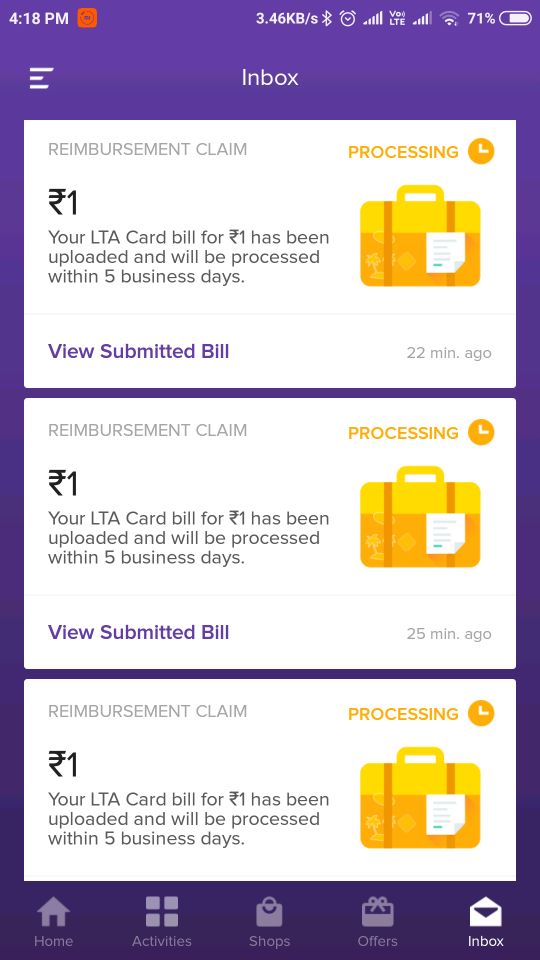 4:18 PM 3.46KB/s Vo) LTE 71%
Inbox
REIMBURSEMENT CLAIM PROCESSING
₹1
Your LTA Card bill for ₹1 has been
uploaded and will be processed
within 5 business days.
View Submitted Bill 22 min. ago
REIMBURSEMENT CLAIM PROCESSING
₹1
Your LTA Card bill for ₹1 has been
uploaded and will be processed
within 5 business days.
View Submitted Bill 25 min. ago
REIMBURSEMENT CLAIM PROCESSING
₹1
Your LTA Card bill for ₹1 has been
uploaded and will be processed
within 5 business days.
Home Activities Shops Offers Inbox